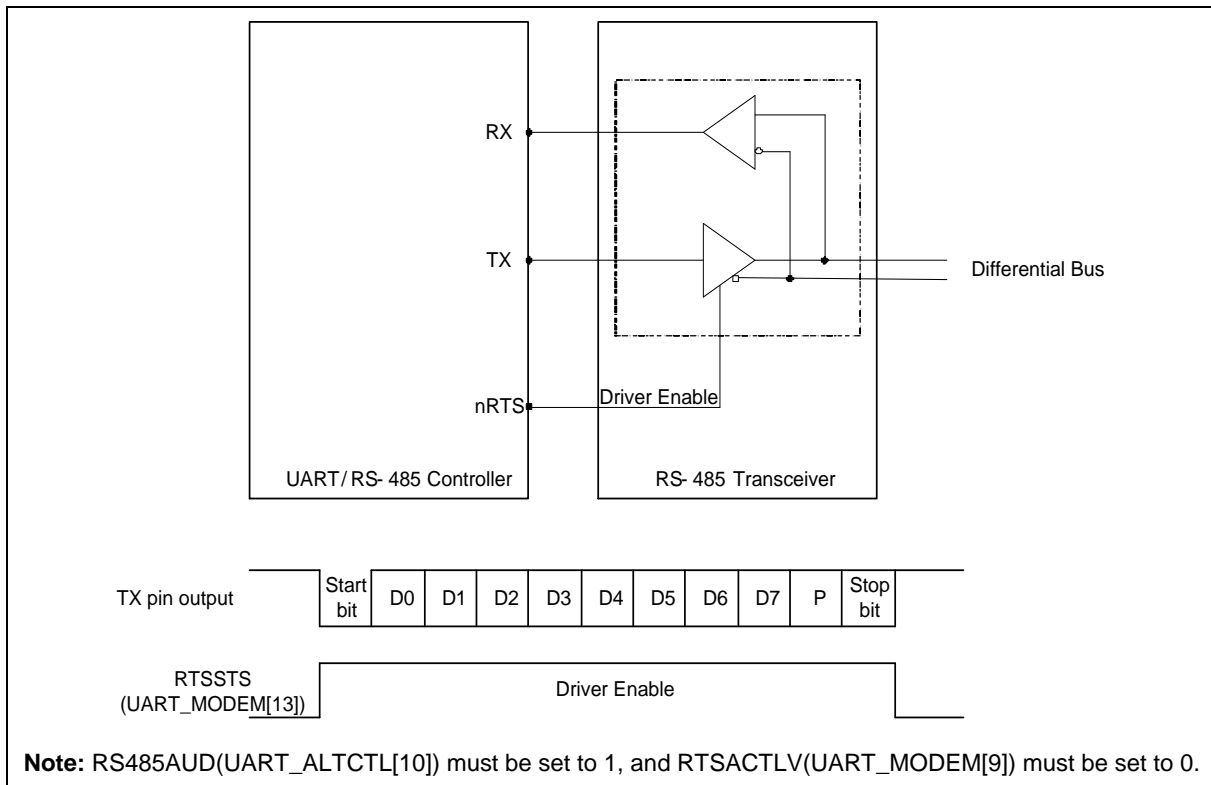 RX
TX
Differential Bus
nRTS
Driver Enable
UART/RS-485 Controller
RS-485 Transceiver
TX pin output
Start bit
D0
D1
D2
D3
D4
D5
D6
D7
P
Stop bit
RTSSTS
(UART_MODEM[13])
Driver Enable
Note: RS485AUD(UART_ALTCTL[10]) must be set to 1, and RTSACTLV(UART_MODEM[9]) must be set to 0.